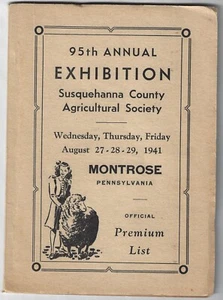 95th ANNUAL
EXHIBITION
Susquehanna County
Agricultural Society
Wednesday, Thursday, Friday
August 27-28-29, 1941
MONTROSE
PENNSYLVANIA
OFFICIAL
Premium
List